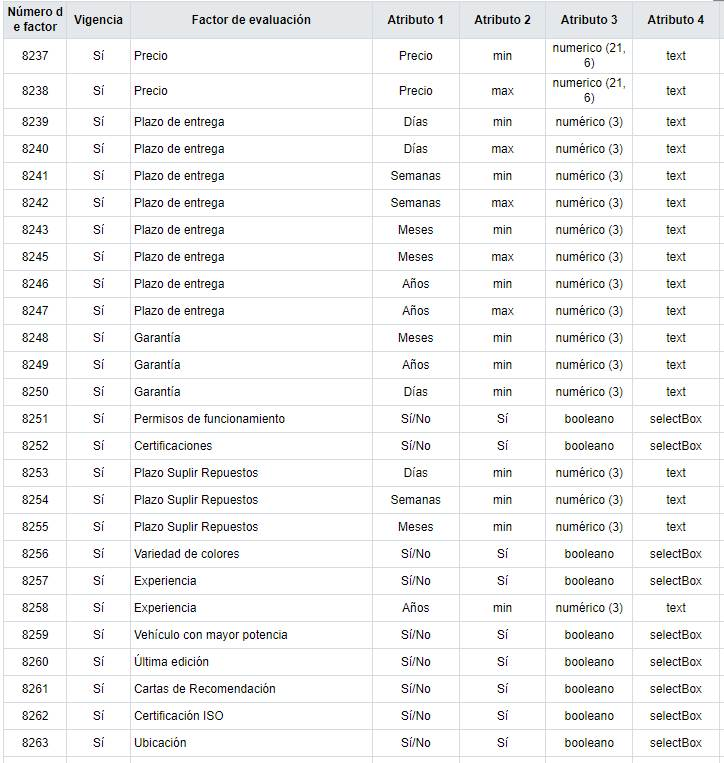 Número d
e factor Vigencia Factor de evaluación Atributo 1 Atributo 2 Atributo 3 Atributo 4
8237 Sí Precio Precio min numerico (21,
6) text
8238 Sí Precio Precio max numerico (21,
6) text
8239 Sí Plazo de entrega Días min numérico (3) text
8240 Sí Plazo de entrega Días max numérico (3) text
8241 Sí Plazo de entrega Semanas min numérico (3) text
8242 Sí Plazo de entrega Semanas max numérico (3) text
8243 Sí Plazo de entrega Meses min numérico (3) text
8245 Sí Plazo de entrega Meses max numérico (3) text
8246 Sí Plazo de entrega Años min numérico (3) text
8247 Sí Plazo de entrega Años max numérico (3) text
8248 Sí Garantía Meses min numérico (3) text
8249 Sí Garantía Años min numérico (3) text
8250 Sí Garantía Días min numérico (3) text
8251 Sí Permisos de funcionamiento Sí/No Sí booleano selectBox
8252 Sí Certificaciones Sí/No Sí booleano selectBox
8253 Sí Plazo Suplir Repuestos Días min numérico (3) text
8254 Sí Plazo Suplir Repuestos Semanas min numérico (3) text
8255 Sí Plazo Suplir Repuestos Meses min numérico (3) text
8256 Sí Variedad de colores Sí/No Sí booleano selectBox
8257 Sí Experiencia Sí/No Sí booleano selectBox
8258 Sí Experiencia Años min numérico (3) text
8259 Sí Vehículo con mayor potencia Sí/No Sí booleano selectBox
8260 Sí Última edición Sí/No Sí booleano selectBox
8261 Sí Cartas de Recomendación Sí/No Sí booleano selectBox
8262 Sí Certificación ISO Sí/No Sí booleano selectBox
8263 Sí Ubicación Sí/No Sí booleano selectBox